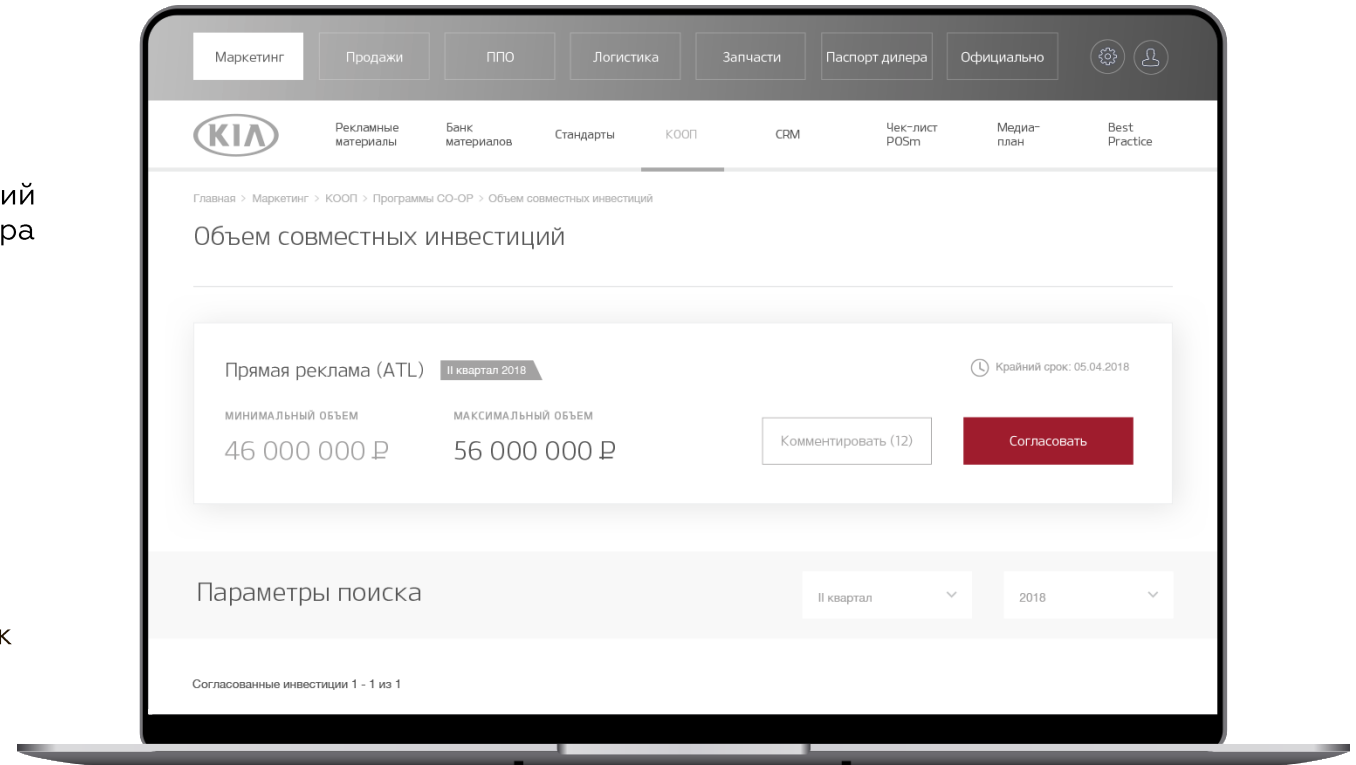 Маркетинг Продажи ППО Логистика Запчасти Паспорт дилера Официально
KIA
Рекламные материалы
Банк материалов
Стандарты
КООП
CRM
Чек-лист POSm
Медиа-план
Best Practice
Главная > Маркетинг > КООП > Программы CO-OP > Объем совместных инвестиций
ий
ра
Объем совместных инвестиций
Прямая реклама (ATL) II квартал 2018 Крайний срок: 05.04.2018
МИНИМАЛЬНЫЙ ОБЪЕМ МАКСИМАЛЬНЫЙ ОБЪЕМ
46 000 000 ₽ 56 000 000 ₽ Комментировать (12) Согласовать
Параметры поиска II квартал 2018
к
Согласованные инвестиции 1 - 1 из 1